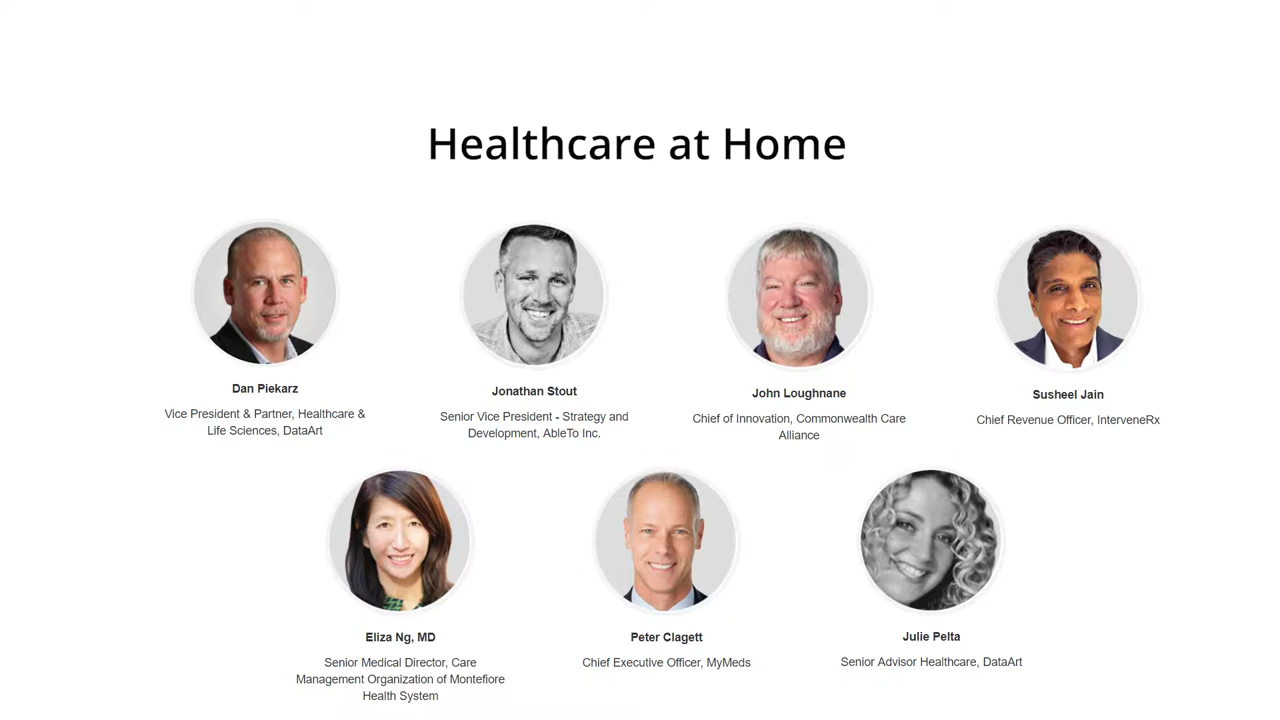 Healthcare at Home
Dan Piekarz
Vice President & Partner, Healthcare &
Life Sciences, DataArt
Jonathan Stout
Senior Vice President - Strategy and
Development, AbleTo Inc.
John Loughnane
Chief of Innovation, Commonwealth Care
Alliance
Susheel Jain
Chief Revenue Officer, InterveneRx
Eliza Ng, MD
Senior Medical Director, Care
Management Organization of Montefiore
Health System
Peter Clagett
Chief Executive Officer, MyMeds
Julie Pelta
Senior Advisor Healthcare, DataArt